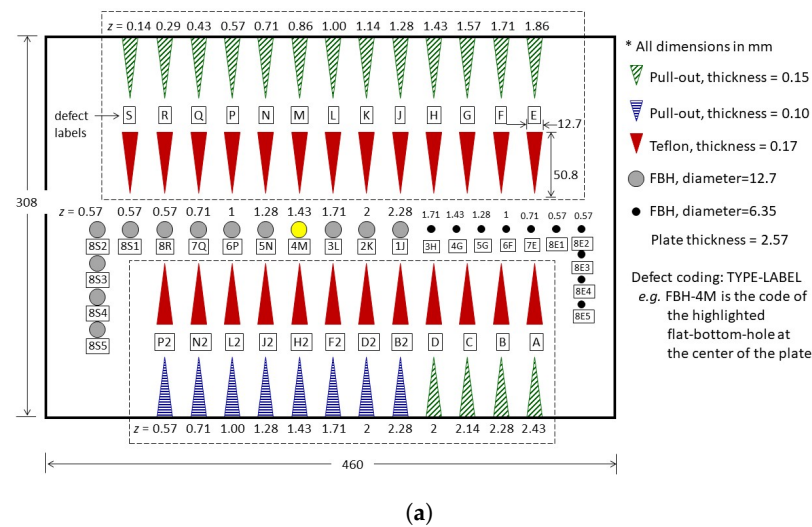 z = 0.14 0.29 0.43 0.57 0.71 0.86 1.00 1.14 1.28 1.43 1.57 1.71 1.86
* All dimensions in mm
Pull-out, thickness = 0.15
Pull-out, thickness = 0.10
Teflon, thickness = 0.17
FBH, diameter=12.7
FBH, diameter=6.35
Plate thickness = 2.57
Defect coding: TYPE-LABEL
e.g. FBH-4M is the code of
the highlighted
flat-bottom-hole at
the center of the plate
defect
labels
S R Q P N M L K J H G F E
12.7
50.8
308
z = 0.57 0.57 0.57 0.71 1 1.28 1.43 1.71 2 2.28 1.71 1.43 1.28 1 0.71 0.57 0.57
8S2 8S1 8R 7Q 6P 5N 4M 3L 2K 1J 3H 4G 5G 6F 7E 8E1 8E2
8S3 8E3
8S4 8E4
8S5 8E5
P2 N2 L2 J2 H2 F2 D2 B2 D C B A
z = 0.57 0.71 1.00 1.28 1.43 1.71 2 2.28 2 2.14 2.28 2.43
460
(a)